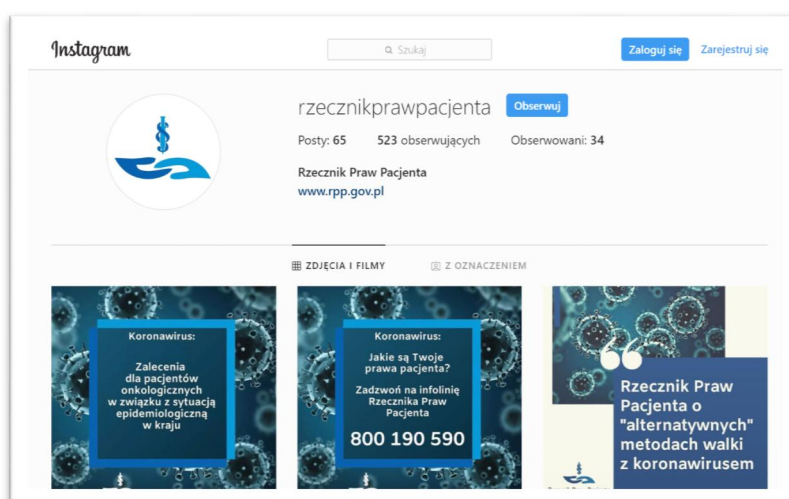 Instagram
Szukaj
Zaloguj się
Zarejestruj się
rzecznikprawpacjenta
Obserwuj
Posty: 65
523 obserwujących
Obserwowani: 34
Rzecznik Praw Pacjenta
www.rpp.gov.pl
ZDJĘCIA I FILMY
Z OZNACZENIEM
Koronawirus:
Zalecenia
dla pacjentów
onkologicznych
w związku z sytuacją
epidemiologiczną
w kraju
Koronawirus:
Jakie są Twoje
prawa pacjenta?
Zadzwoń na infolinię
Rzecznika Praw
Pacjenta
800 190 590
Rzecznik Praw
Pacjenta o
"alternatywnych"
metodach walki
z koronawirusem